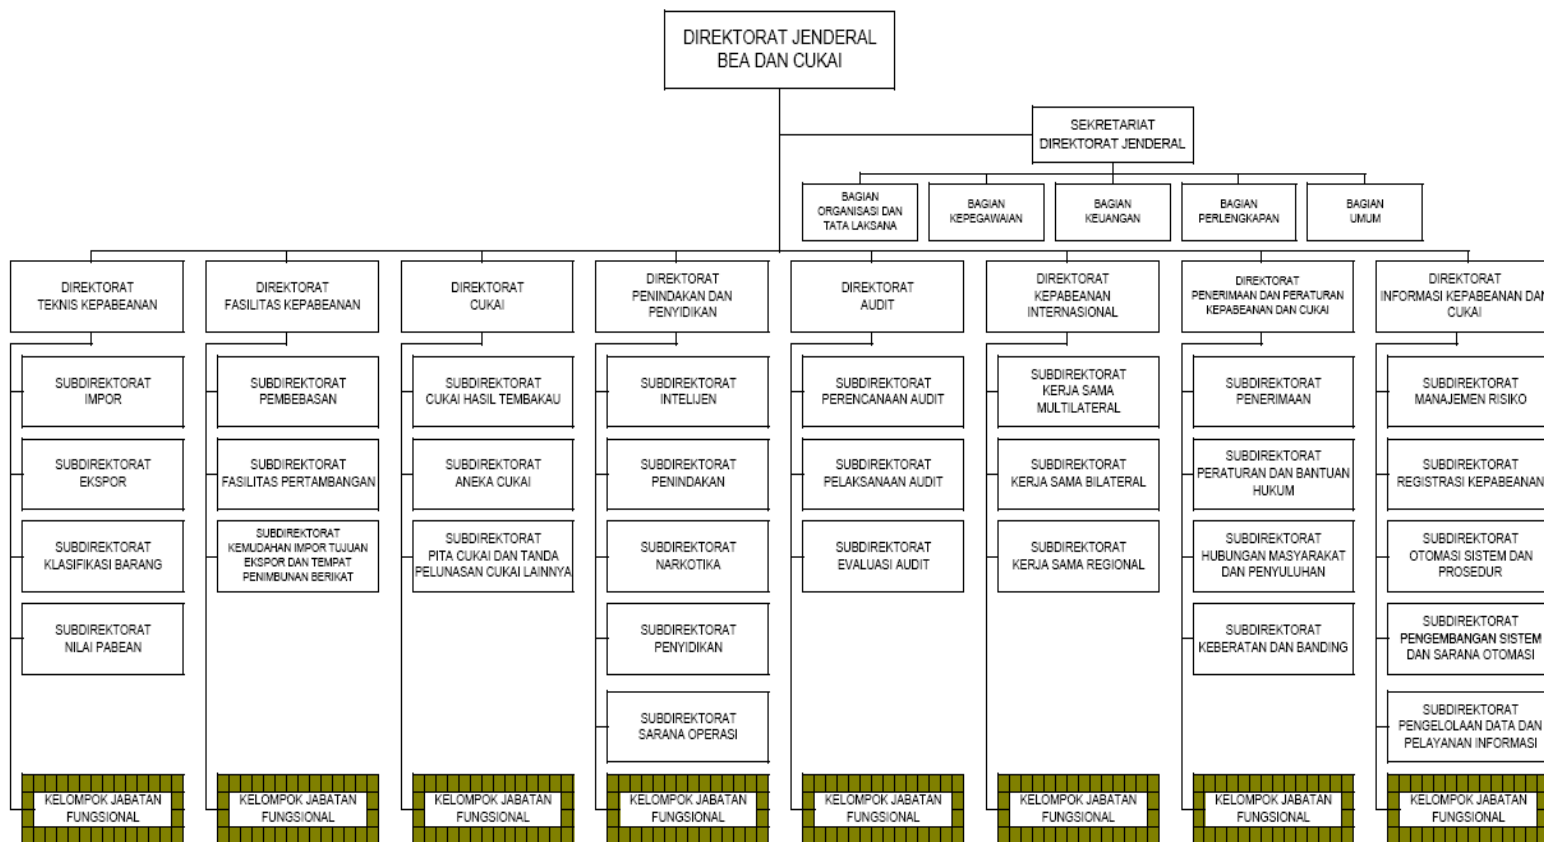 DIREKTORAT JENDERAL
BEA DAN CUKAI
SEKRETARIAT
DIREKTORAT JENDERAL
BAGIAN
ORGANISASI DAN
TATA LAKSANA
BAGIAN
KEPEGAWAIAN
BAGIAN
KEUANGAN
BAGIAN
PERLENGKAPAN
BAGIAN
UMUM
DIREKTORAT
TEKNIS KEPABEANAN
DIREKTORAT
FASILITAS KEPABEANAN
DIREKTORAT
CUKAI
DIREKTORAT
PENINDAKAN DAN
PENYIDIKAN
DIREKTORAT
AUDIT
DIREKTORAT
KEPABEANAN
INTERNASIONAL
DIREKTORAT
PENERIMAAN DAN PERATURAN
KEPABEANAN DAN CUKAI
DIREKTORAT
INFORMASI KEPABEANAN DAN
CUKAI
SUBDIREKTORAT
IMPOR
SUBDIREKTORAT
PEMBEBASAN
SUBDIREKTORAT
CUKAI HASIL TEMBAKAU
SUBDIREKTORAT
INTELIJEN
SUBDIREKTORAT
PERENCANAAN AUDIT
SUBDIREKTORAT
KERJA SAMA
MULTILATERAL
SUBDIREKTORAT
PENERIMAAN
SUBDIREKTORAT
MANAJEMEN RISIKO
SUBDIREKTORAT
EKSPOR
SUBDIREKTORAT
FASILITAS PERTAMBANGAN
SUBDIREKTORAT
ANEKA CUKAI
SUBDIREKTORAT
PENINDAKAN
SUBDIREKTORAT
PELAKSANAAN AUDIT
SUBDIREKTORAT
KERJA SAMA BILATERAL
SUBDIREKTORAT
PERATURAN DAN BANTUAN
HUKUM
SUBDIREKTORAT
REGISTRASI KEPABEANAN
SUBDIREKTORAT
KLASIFIKASI BARANG
SUBDIREKTORAT
KEMUDAHAN IMPOR TUJUAN
EKSPOR DAN TEMPAT
PENIMBUNAN BERIKAT
SUBDIREKTORAT
PITA CUKAI DAN TANDA
PELUNASAN CUKAI LAINNYA
SUBDIREKTORAT
NARKOTIKA
SUBDIREKTORAT
EVALUASI AUDIT
SUBDIREKTORAT
KERJA SAMA REGIONAL
SUBDIREKTORAT
HUBUNGAN MASYARAKAT
DAN PENYULUHAN
SUBDIREKTORAT
OTOMASI SISTEM DAN
PROSEDUR
SUBDIREKTORAT
NILAI PABEAN
SUBDIREKTORAT
PENYIDIKAN
SUBDIREKTORAT
KEBERATAN DAN BANDING
SUBDIREKTORAT
PENGEMBANGAN SISTEM
DAN SARANA OTOMASI
SUBDIREKTORAT
SARANA OPERASI
SUBDIREKTORAT
PENGELOLAAN DATA DAN
PELAYANAN INFORMASI
KELOMPOK JABATAN
FUNGSIONAL
KELOMPOK JABATAN
FUNGSIONAL
KELOMPOK JABATAN
FUNGSIONAL
KELOMPOK JABATAN
FUNGSIONAL
KELOMPOK JABATAN
FUNGSIONAL
KELOMPOK JABATAN
FUNGSIONAL
KELOMPOK JABATAN
FUNGSIONAL
KELOMPOK JABATAN
FUNGSIONAL